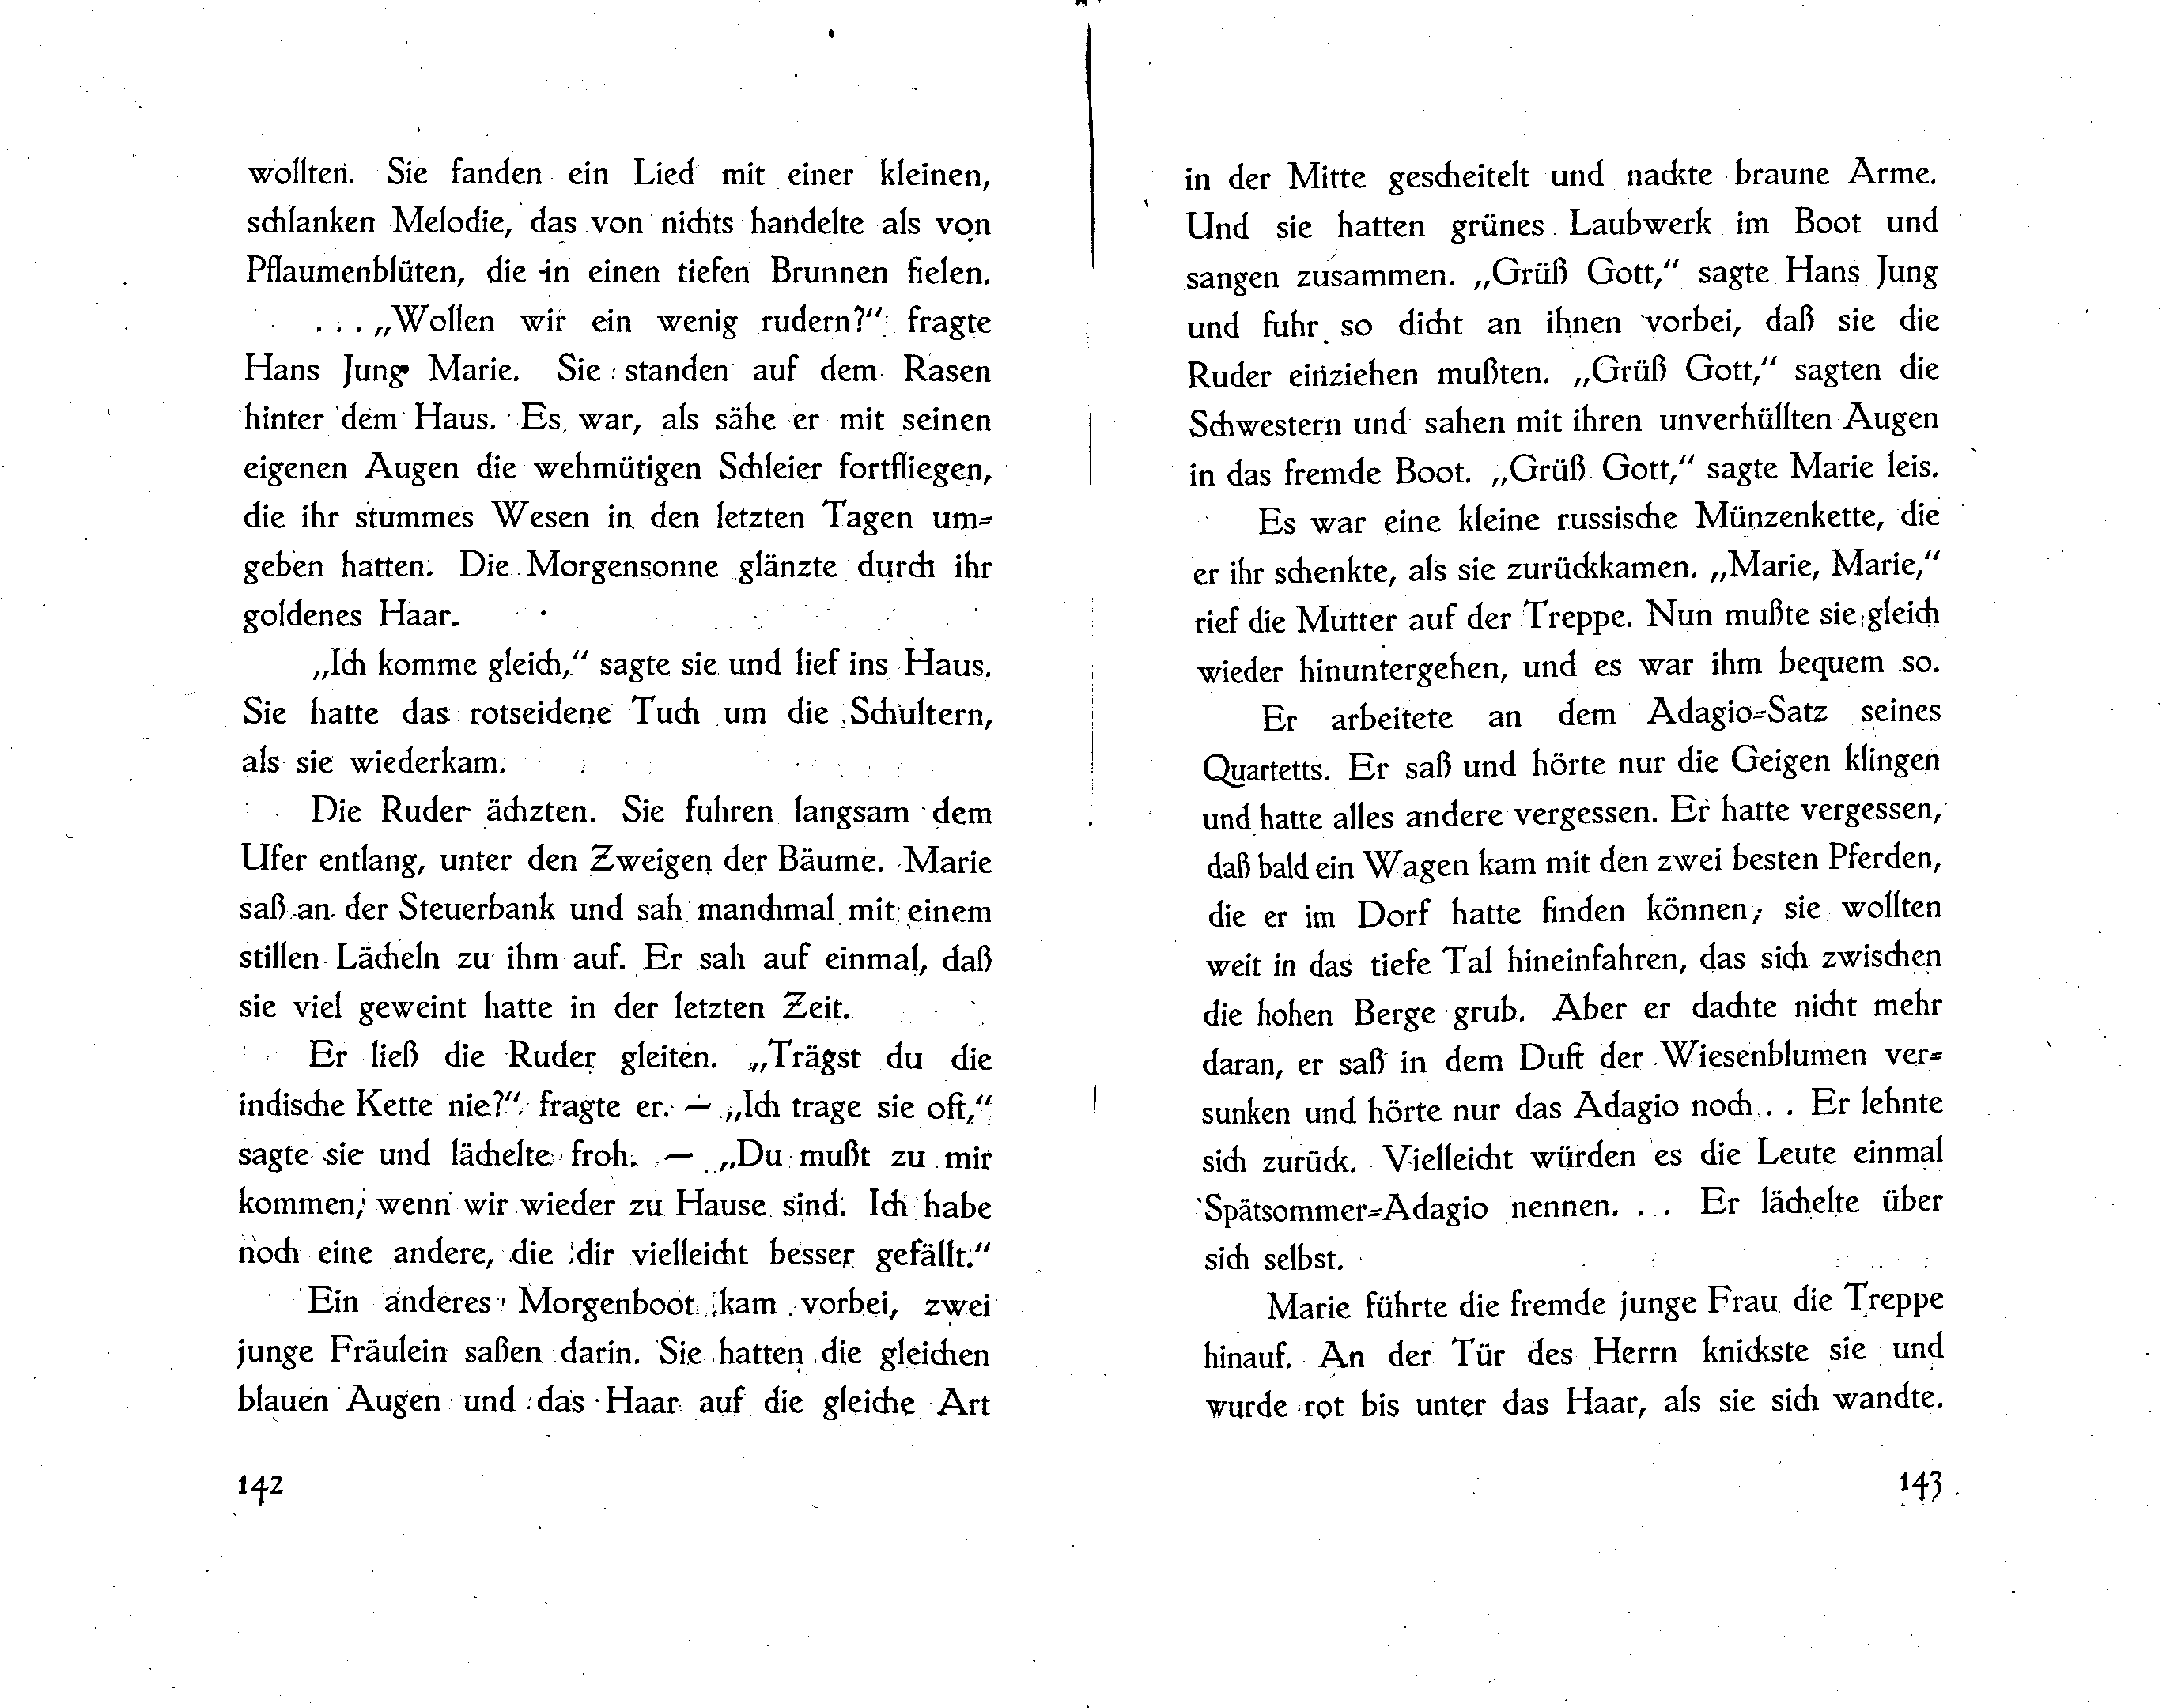 wollten. Sie fanden ein Lied mit einer kleinen,
schlanken Melodie, das von nichts handelte als von
Pflaumenblüten, die in einen tiefen Brunnen fielen.
. . . „Wollen wir ein wenig rudern?“ fragte
Hans Jung Marie. Sie standen auf dem Rasen
hinter dem Haus. Es war, als sähe er mit seinen
eigenen Augen die wehmütigen Schleier fortfliegen,
die ihr stummes Wesen in den letzten Tagen um-
geben hatten. Die Morgensonne glänzte durch ihr
goldenes Haar.
„Ich komme gleich,“ sagte sie und lief ins Haus.
Sie hatte das rotseidene Tuch um die Schultern,
als sie wiederkam.
Die Ruder ächzten. Sie fuhren langsam dem
Ufer entlang, unter den Zweigen der Bäume. Marie
saß an der Steuerbank und sah manchmal mit einem
stillen Lächeln zu ihm auf. Er sah auf einmal, daß
sie viel geweint hatte in der letzten Zeit.
Er ließ die Ruder gleiten. „Trägst du die
indische Kette nie?“ fragte er. — „Ich trage sie oft,“
sagte sie und lächelte froh. — „Du mußt zu mir
kommen, wenn wir wieder zu Hause sind. Ich habe
noch eine andere, die dir vielleicht besser gefällt.“
Ein anderes Morgenboot kam vorbei, zwei
junge Fräulein saßen darin. Sie hatten die gleichen
blauen Augen und das Haar auf die gleiche Art
142
in der Mitte gescheitelt und nackte braune Arme.
Und sie hatten grünes Laubwerk im Boot und
sangen zusammen. „Grüß Gott,“ sagte Hans Jung
und fuhr so dicht an ihnen vorbei, daß sie die
Ruder einziehen mußten. „Grüß Gott,“ sagten die
Schwestern und sahen mit ihren unverhüllten Augen
in das fremde Boot. „Grüß Gott,“ sagte Marie leis.
Es war eine kleine russische Münzenkette, die
er ihr schenkte, als sie zurückkamen. „Marie, Marie,“
rief die Mutter auf der Treppe. Nun mußte sie gleich
wieder hinuntergehen, und es war ihm bequem so.
Er arbeitete an dem Adagio-Satz seines
Quartetts. Er saß und hörte nur die Geigen klingen
und hatte alles andere vergessen. Er hatte vergessen,
daß bald ein Wagen kam mit den zwei besten Pferden,
die er im Dorf hatte finden können; sie wollten
weit in das tiefe Tal hineinfahren, das sich zwischen
die hohen Berge grub. Aber er dachte nicht mehr
daran, er saß in dem Duft der Wiesenblumen ver-
sunken und hörte nur das Adagio noch . . Er lehnte
sich zurück. Vielleicht würden es die Leute einmal
Spätsommer-Adagio nennen. . . . Er lächelte über
sich selbst.
Marie führte die fremde junge Frau die Treppe
hinauf. An der Tür des Herrn knickste sie und
wurde rot bis unter das Haar, als sie sich wandte.
143